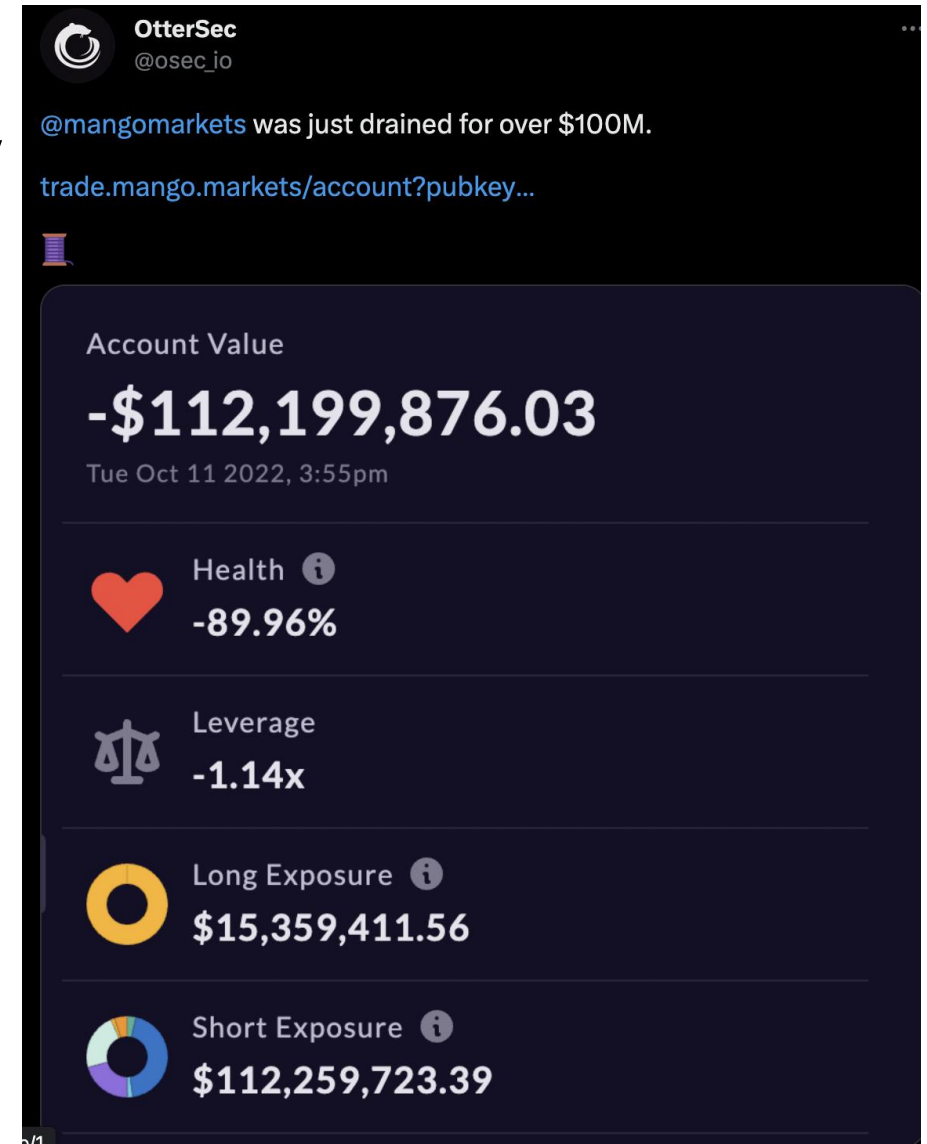 OtterSec
@osec_io
@mangomarkets was just drained for over $100M.
trade.mango.markets/account?pubkey...
Account Value
-$112,199,876.03
Tue Oct 11 2022, 3:55pm
Health
-89.96%
Leverage
-1.14x
Long Exposure
$15,359,411.56
Short Exposure
$112,259,723.39